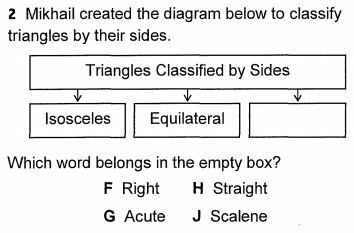 2 Mikhail created the diagram below to classify
triangles by their sides.
Triangles Classified by Sides
Isosceles Equilateral
Which word belongs in the empty box?
F Right H Straight
G Acute J Scalene